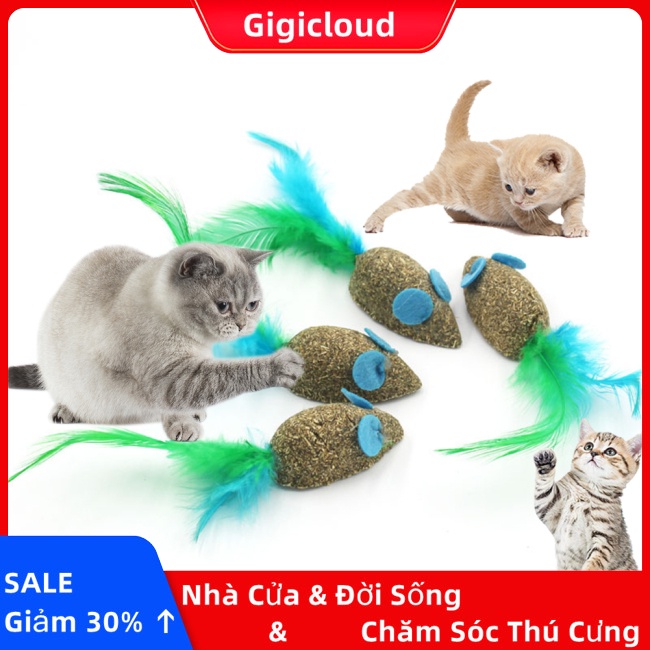 Gigicloud
SALE
Giảm 30% ↑
Nhà Cửa & Đời Sống
& Chăm Sóc Thú Cưng